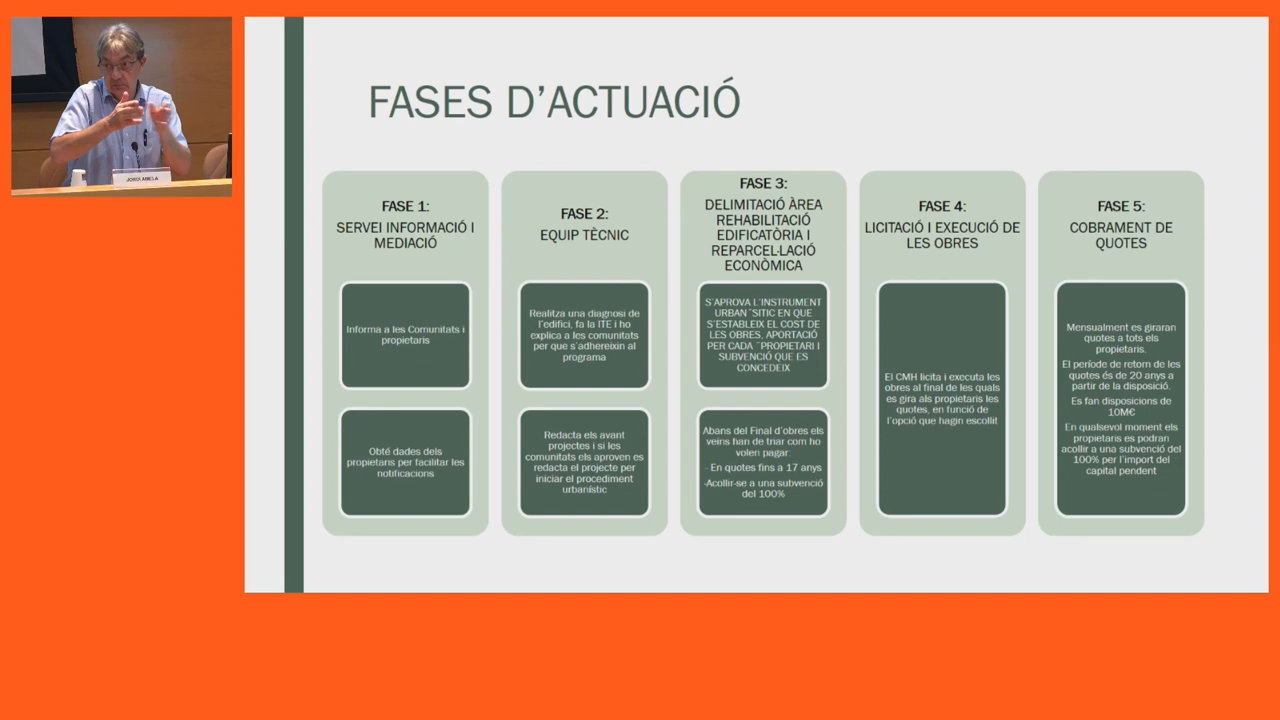 JORDI ABELLA
FASES D'ACTUACIÓ
FASE 1:
SERVEI INFORMACIÓ I
MEDIACIÓ
Informa a les Comunitats i
propietaris
Obté dades dels
propietaris per facilitar les
notificacions
FASE 2:
EQUIP TÈCNIC
Realitza una diagnosi de
l'edifici, fa la ITE i ho
explica a les comunitats
per que s'adhereixin al
programa
Redacta els avant
projectes i si les
comunitats els aproven es
redacta el projecte per
iniciar el procediment
urbanístic
FASE 3:
DELIMITACIÓ ÀREA
REHABILITACIÓ
EDIFICATÒRIA I
REPARCEL·LACIÓ
ECONÒMICA
S'APROVA L'INSTRUMENT
URBAN¨SITIC EN QUE
S'ESTABLEIX EL COST DE
LES OBRES, APORTACIÓ
PER CADA ¨PROPIETARI I
SUBVENCIÓ QUE ES
CONCEDEIX
Abans del Final d'obres els
veins han de triar com ho
volen pagar:
- En quotes fins a 17 anys
-Acollir-se a una subvenció
del 100%
FASE 4:
LICITACIÓ I EXECUCIÓ DE
LES OBRES
El CMH licita i executa les
obres al final de les quals
es gira als propietaris les
quotes, en funció de
l'opció que hagin escollit
FASE 5:
COBRAMENT DE
QUOTES
Mensualment es giraran
quotes a tots els
propietaris.
El període de retorn de les
quotes és de 20 anys a
partir de la disposició.
Es fan disposicions de
10M€
En qualsevol moment els
propietaris es podran
acollir a una subvenció del
100% per l'import del
capital pendent